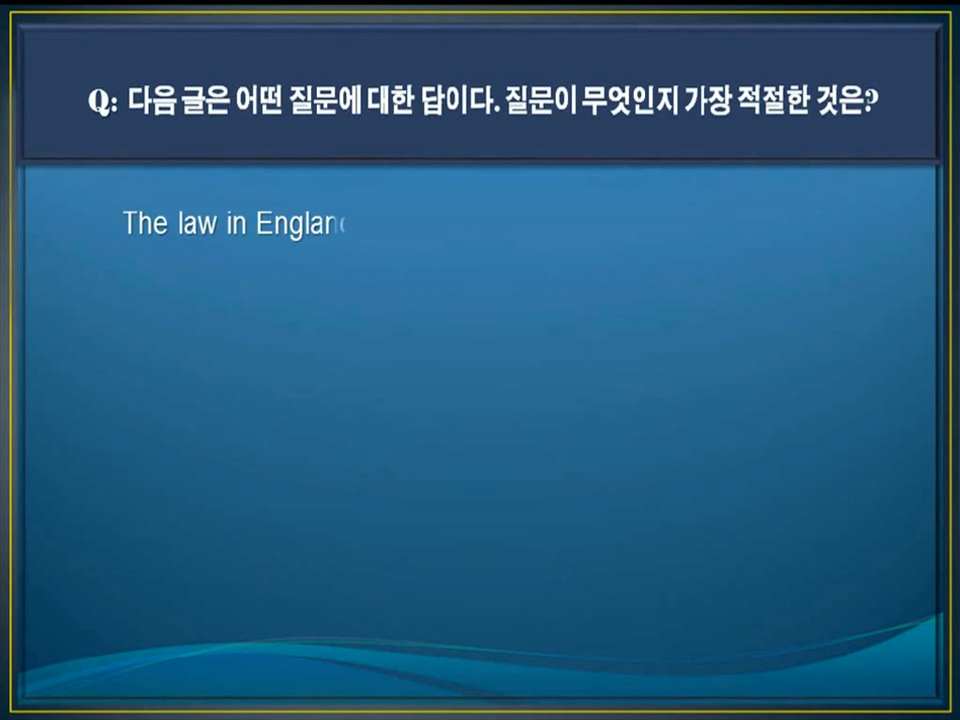 Q: 다음 글은 어떤 질문에 대한 답이다. 질문이 무엇인지 가장 적절한 것은?
The law in